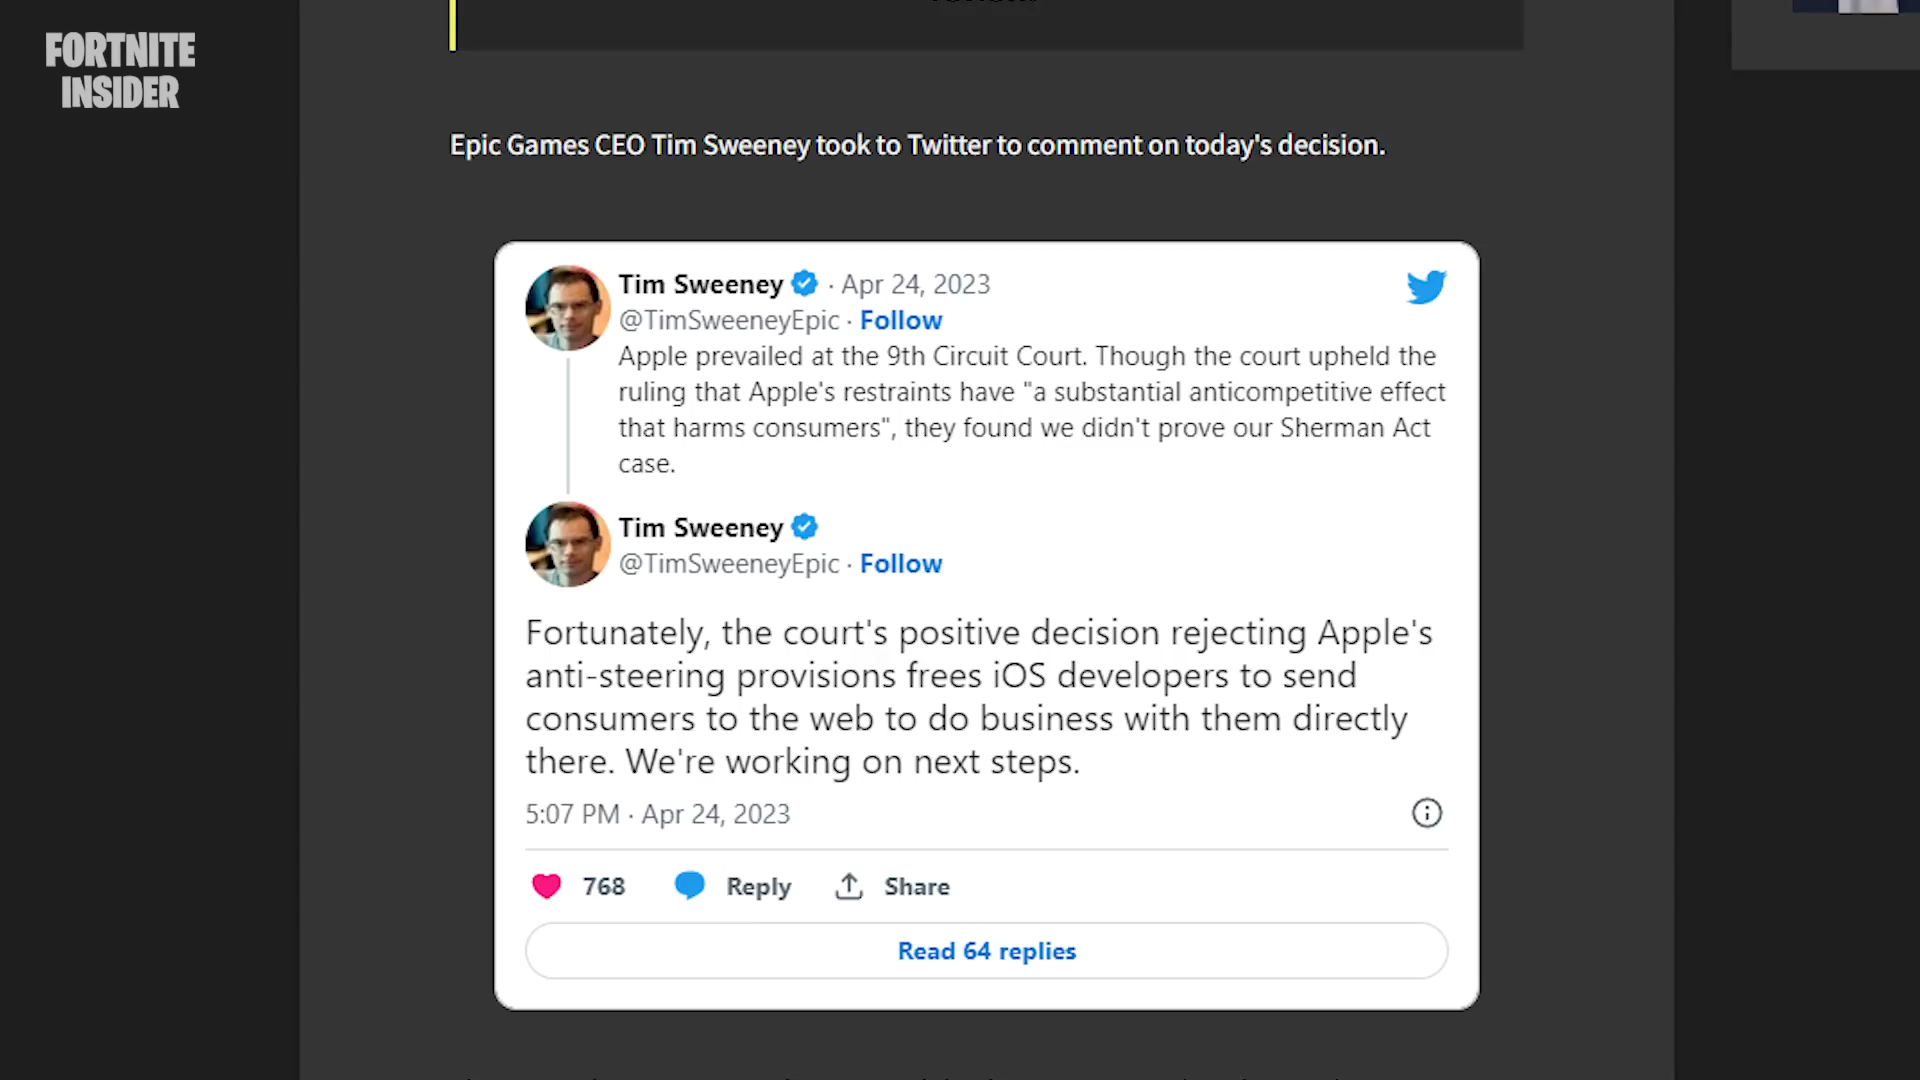 FORTNITE
INSIDER
Epic Games CEO Tim Sweeney took to Twitter to comment on today's decision.
Tim Sweeney · Apr 24, 2023
@TimSweeneyEpic · Follow
Apple prevailed at the 9th Circuit Court. Though the court upheld the
ruling that Apple's restraints have "a substantial anticompetitive effect
that harms consumers", they found we didn't prove our Sherman Act
case.
Tim Sweeney
@TimSweeneyEpic · Follow
Fortunately, the court's positive decision rejecting Apple's
anti-steering provisions frees iOS developers to send
consumers to the web to do business with them directly
there. We're working on next steps.
5:07 PM · Apr 24, 2023
768 Reply Share
Read 64 replies